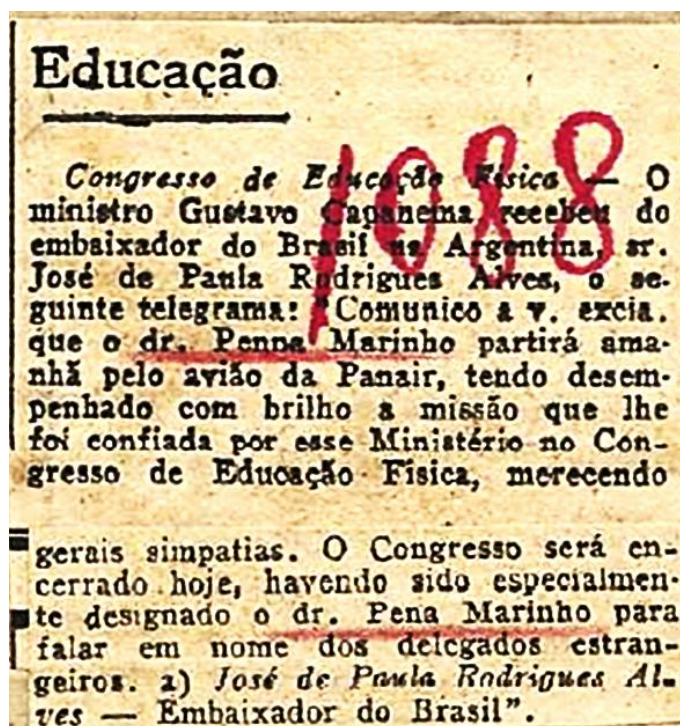 Educação
1088
Congresso de Educação Física — O
ministro Gustavo Capanema recebeu do
embaixador do Brasil na Argentina, sr.
José de Paula Rodrigues Alves, o se-
guinte telegrama: "Comunico a v. excia.
que o dr. Penna Marinho partirá ama-
nhã pelo avião da Panair, tendo desem-
penhado com brilho a missão que lhe
foi confiada por esse Ministério no Con-
gresso de Educação Física, merecendo
gerais simpatias. O Congresso será en-
cerrado hoje, havendo sido especialmen-
te designado o dr. Pena Marinho para
falar em nome dos delegados estran-
geiros. a) José de Paula Rodrigues Al-
ves — Embaixador do Brasil".